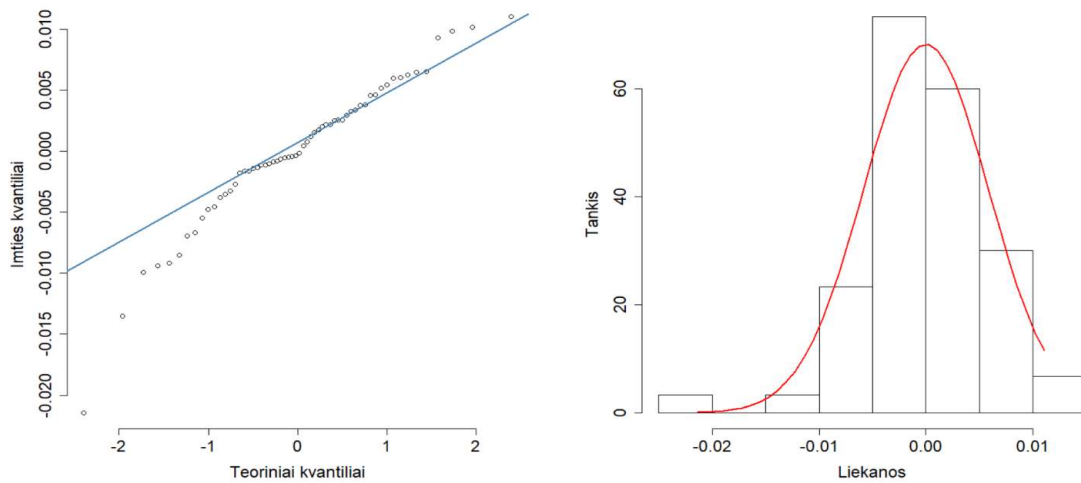 0.010
0.005
0.000
-0.005
-0.010
-0.015
-0.020
Imties kvantiliai
-2 -1 0 1 2
Teoriniai kvantiliai
60
40
20
0
Tankis
-0.02 -0.01 0.00 0.01
Liekanos